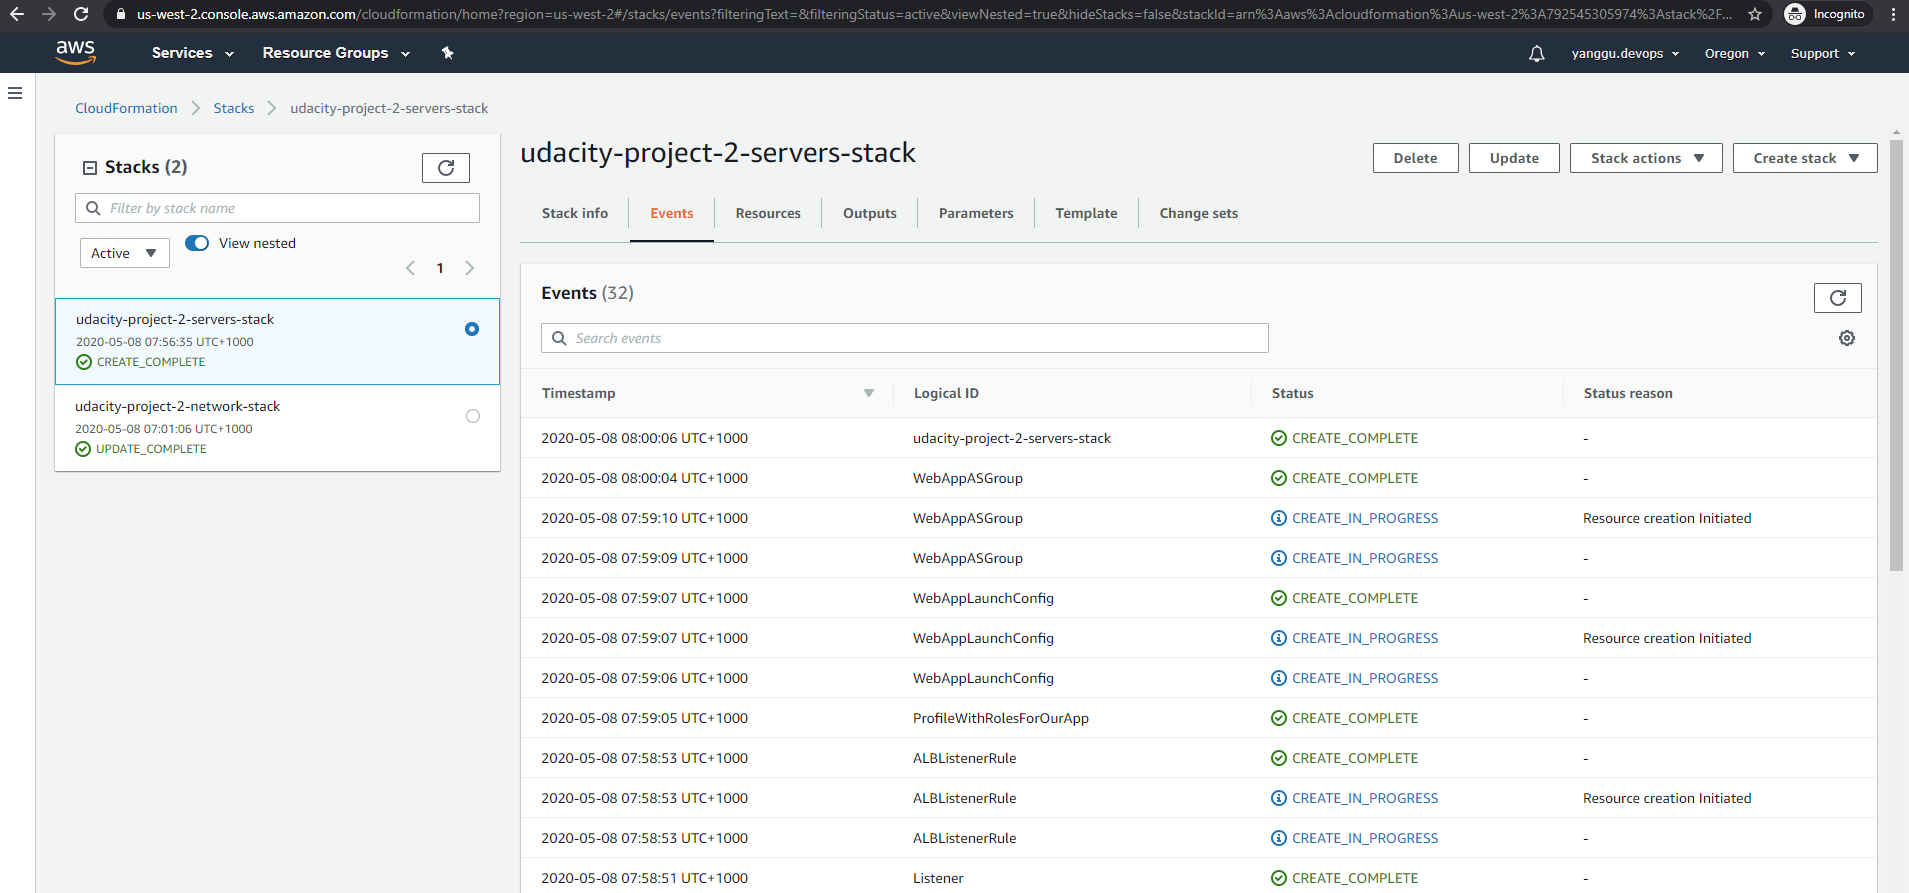 us-west-2.console.aws.amazon.com/cloudformation/home?region=us-west-2#/stacks/events?filteringText=&filteringStatus=active&viewNested=true&hideStacks=false&stackId=arn%3Aaws%3Acloudformation%3Aus-west-2%3A792545305974%3Astack%2F... Incognito
aws Services Resource Groups yanggu.devops Oregon Support
CloudFormation Stacks udacity-project-2-servers-stack
Stacks (2)
Filter by stack name
Active View nested
1
udacity-project-2-servers-stack
2020-05-08 07:56:35 UTC+1000
CREATE_COMPLETE
udacity-project-2-network-stack
2020-05-08 07:01:06 UTC+1000
UPDATE_COMPLETE
udacity-project-2-servers-stack
Delete Update Stack actions Create stack
Stack info Events Resources Outputs Parameters Template Change sets
Events (32)
Search events
Timestamp Logical ID Status Status reason
2020-05-08 08:00:06 UTC+1000 udacity-project-2-servers-stack CREATE_COMPLETE -
2020-05-08 08:00:04 UTC+1000 WebAppASGroup CREATE_COMPLETE -
2020-05-08 07:59:10 UTC+1000 WebAppASGroup CREATE_IN_PROGRESS Resource creation Initiated
2020-05-08 07:59:09 UTC+1000 WebAppASGroup CREATE_IN_PROGRESS -
2020-05-08 07:59:07 UTC+1000 WebAppLaunchConfig CREATE_COMPLETE -
2020-05-08 07:59:07 UTC+1000 WebAppLaunchConfig CREATE_IN_PROGRESS Resource creation Initiated
2020-05-08 07:59:06 UTC+1000 WebAppLaunchConfig CREATE_IN_PROGRESS -
2020-05-08 07:59:05 UTC+1000 ProfileWithRolesForOurApp CREATE_COMPLETE -
2020-05-08 07:58:53 UTC+1000 ALBListenerRule CREATE_COMPLETE -
2020-05-08 07:58:53 UTC+1000 ALBListenerRule CREATE_IN_PROGRESS Resource creation Initiated
2020-05-08 07:58:53 UTC+1000 ALBListenerRule CREATE_IN_PROGRESS -
2020-05-08 07:58:51 UTC+1000 Listener CREATE_COMPLETE -